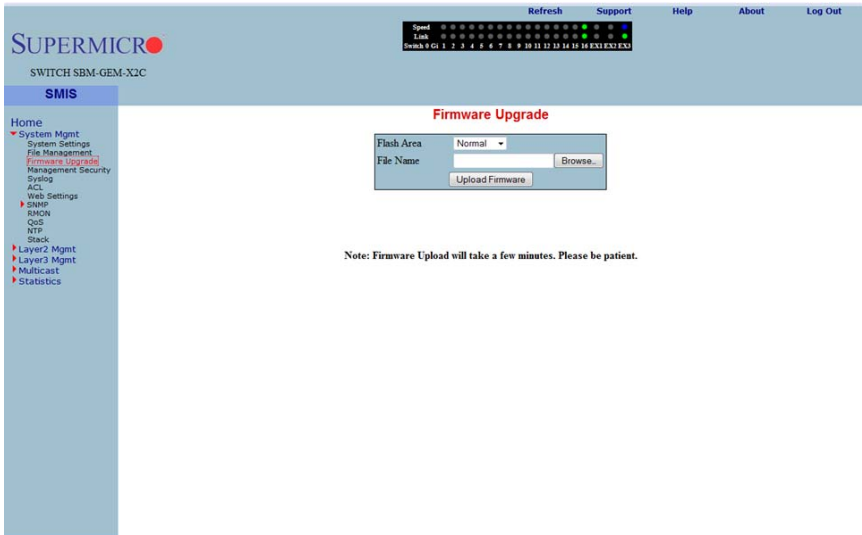 Refresh Support Help About Log Out
Speed
Link
Switch 0 Gi 1 2 3 4 5 6 7 8 9 10 11 12 13 14 15 16 EX1 EX2 EX3
SUPERMICRO
SWITCH SBM-GEM-X2C
SMIS
Home
System Mgmt
System Settings
File Management
Firmware Upgrade
Management Security
Syslog
ACL
Web Settings
SNMP
RMON
QoS
NTP
Stack
Layer2 Mgmt
Layer3 Mgmt
Multicast
Statistics
Firmware Upgrade
Flash Area Normal
File Name Browse..
Upload Firmware
Note: Firmware Upload will take a few minutes. Please be patient.